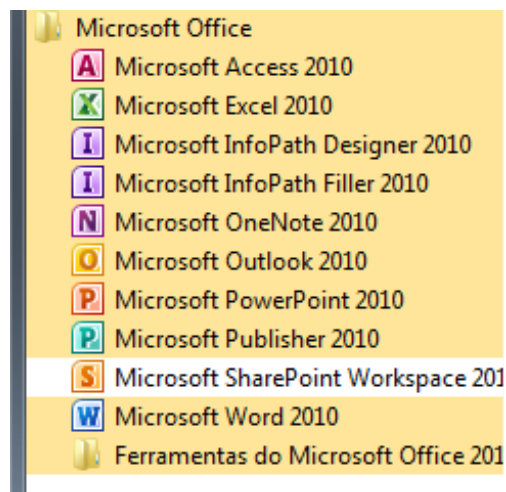 Microsoft Office
Microsoft Access 2010
Microsoft Excel 2010
Microsoft InfoPath Designer 2010
Microsoft InfoPath Filler 2010
Microsoft OneNote 2010
Microsoft Outlook 2010
Microsoft PowerPoint 2010
Microsoft Publisher 2010
Microsoft SharePoint Workspace 201
Microsoft Word 2010
Ferramentas do Microsoft Office 201